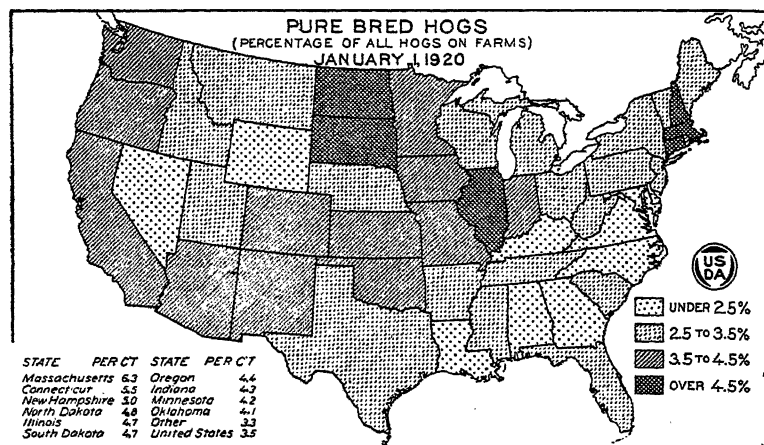 PURE BRED HOGS
(PERCENTAGE OF ALL HOGS ON FARMS)
JANUARY 1, 1920
US
DA
UNDER 2.5%
2.5 TO 3.5%
3.5 TO 4.5%
OVER 4.5%
STATE PER CT STATE PER CT
Massachusetts 6.3 Oregon 4.4
Connecticut 5.5 Indiana
New Hampshire 5.0 Minnesota 4.2
North Dakota 4.8 Oklahoma 4.1
Illinois 4.7 Other 3.3
South Dakota 4.7 United States 3.5